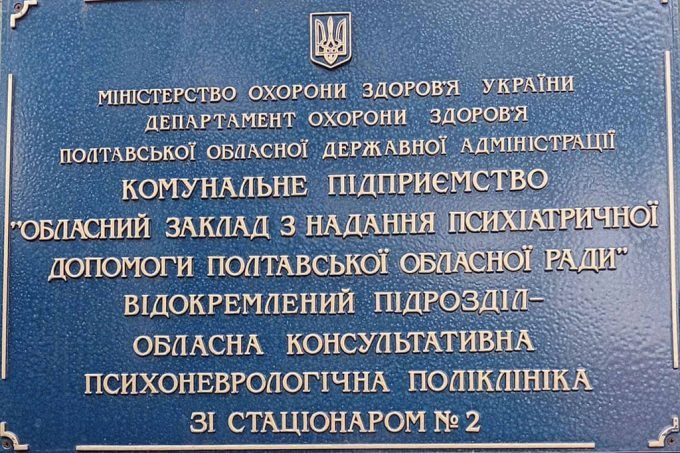 МІНІСТЕРСТВО ОХОРОНИ ЗДОРОВ'Я УКРАЇНИ
ДЕПАРТАМЕНТ ОХОРОНИ ЗДОРОВ'Я
ПОЛТАВСЬКОЇ ОБЛАСНОЇ ДЕРЖАВНОЇ АДМІНІСТРАЦІЇ
КОМУНАЛЬНЕ ПІДПРИЄМСТВО
"ОБЛАСНИЙ ЗАКЛАД З НАДАННЯ ПСИХІАТРИЧНОЇ
ДОПОМОГИ ПОЛТАВСЬКОЇ ОБЛАСНОЇ РАДИ"
ВІДОКРЕМЛЕНИЙ ПІДРОЗДІЛ–
ОБЛАСНА КОНСУЛЬТАТИВНА
ПСИХОНЕВРОЛОГІЧНА ПОЛІКЛІНІКА
ЗІ СТАЦІОНАРОМ № 2